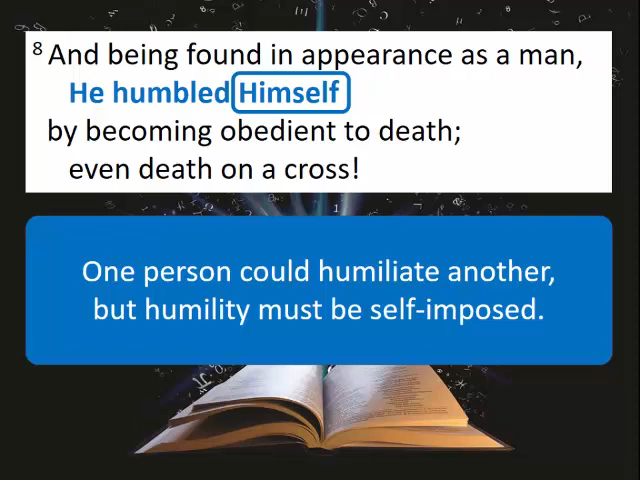 8 And being found in appearance as a man,
He humbled Himself
by becoming obedient to death;
even death on a cross!
One person could humiliate another,
but humility must be self-imposed.